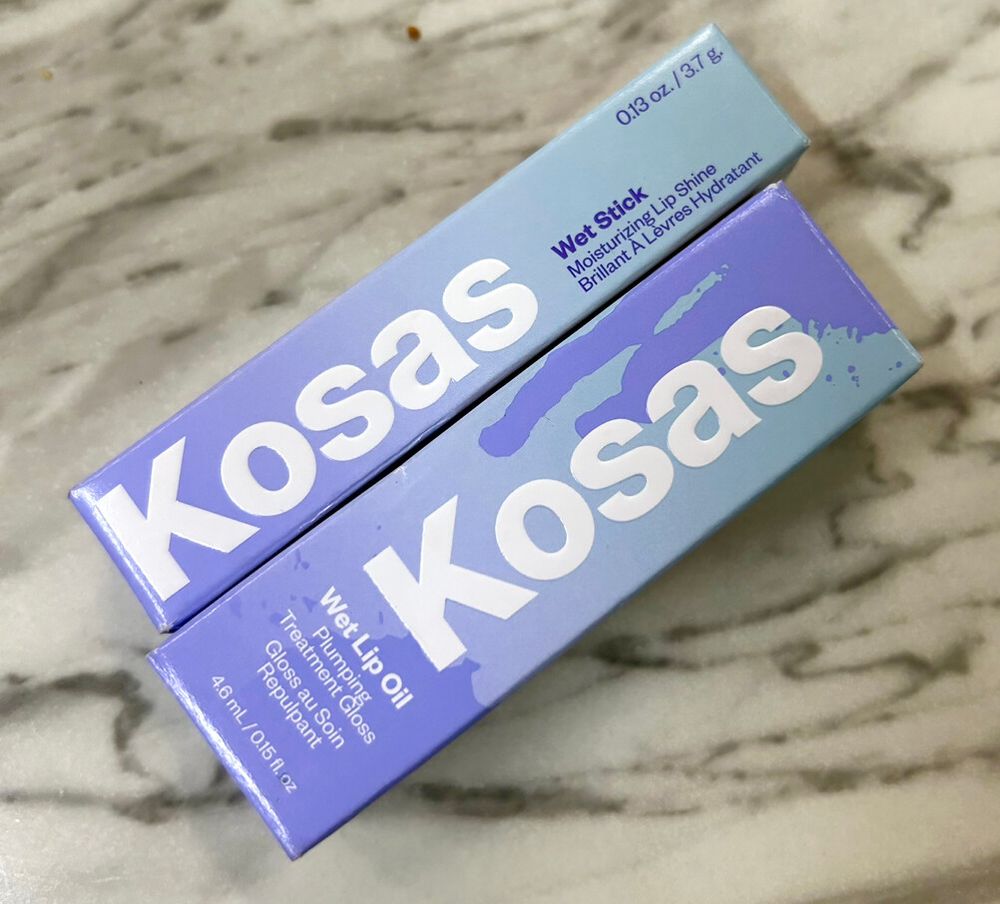 Kosas
Wet Stick
Moisturizing Lip Shine
Brillant À Lèvres Hydratant
0.13 oz. / 3.7 g.
Kosas
Wet Lip Oil
Plumping
Treatment Gloss
Gloss au Soin
Repulpant
4.6 mL / 0.15 fl. oz